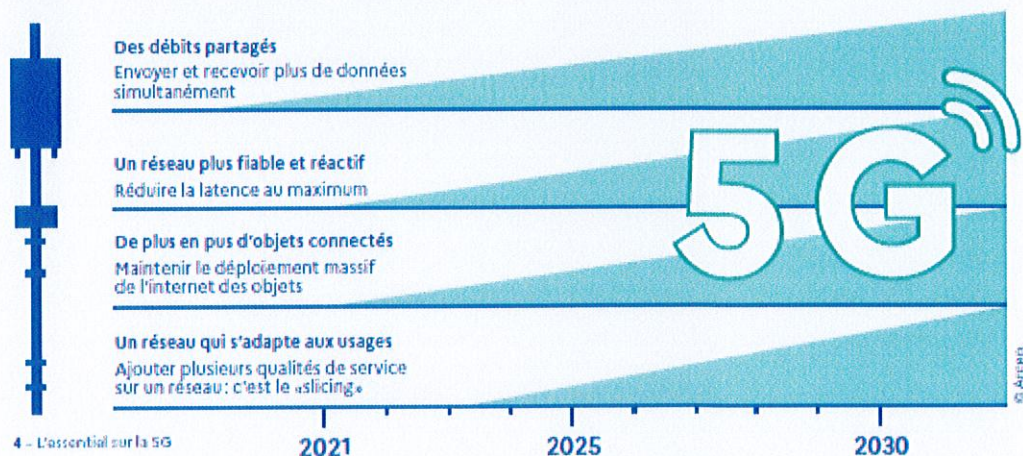 Des débits partagés
Envoyer et recevoir plus de données
simultanément
Un réseau plus fiable et réactif
Réduire la latence au maximum
De plus en pus d'objets connectés
Maintenir le déploiement massif
de l'internet des objets
Un réseau qui s'adapte aux usages
Ajouter plusieurs qualités de service
sur un réseau : c'est le «slicing»
5G
© Arcep
2021
2025
2030
4 – L'essentiel sur la 5G